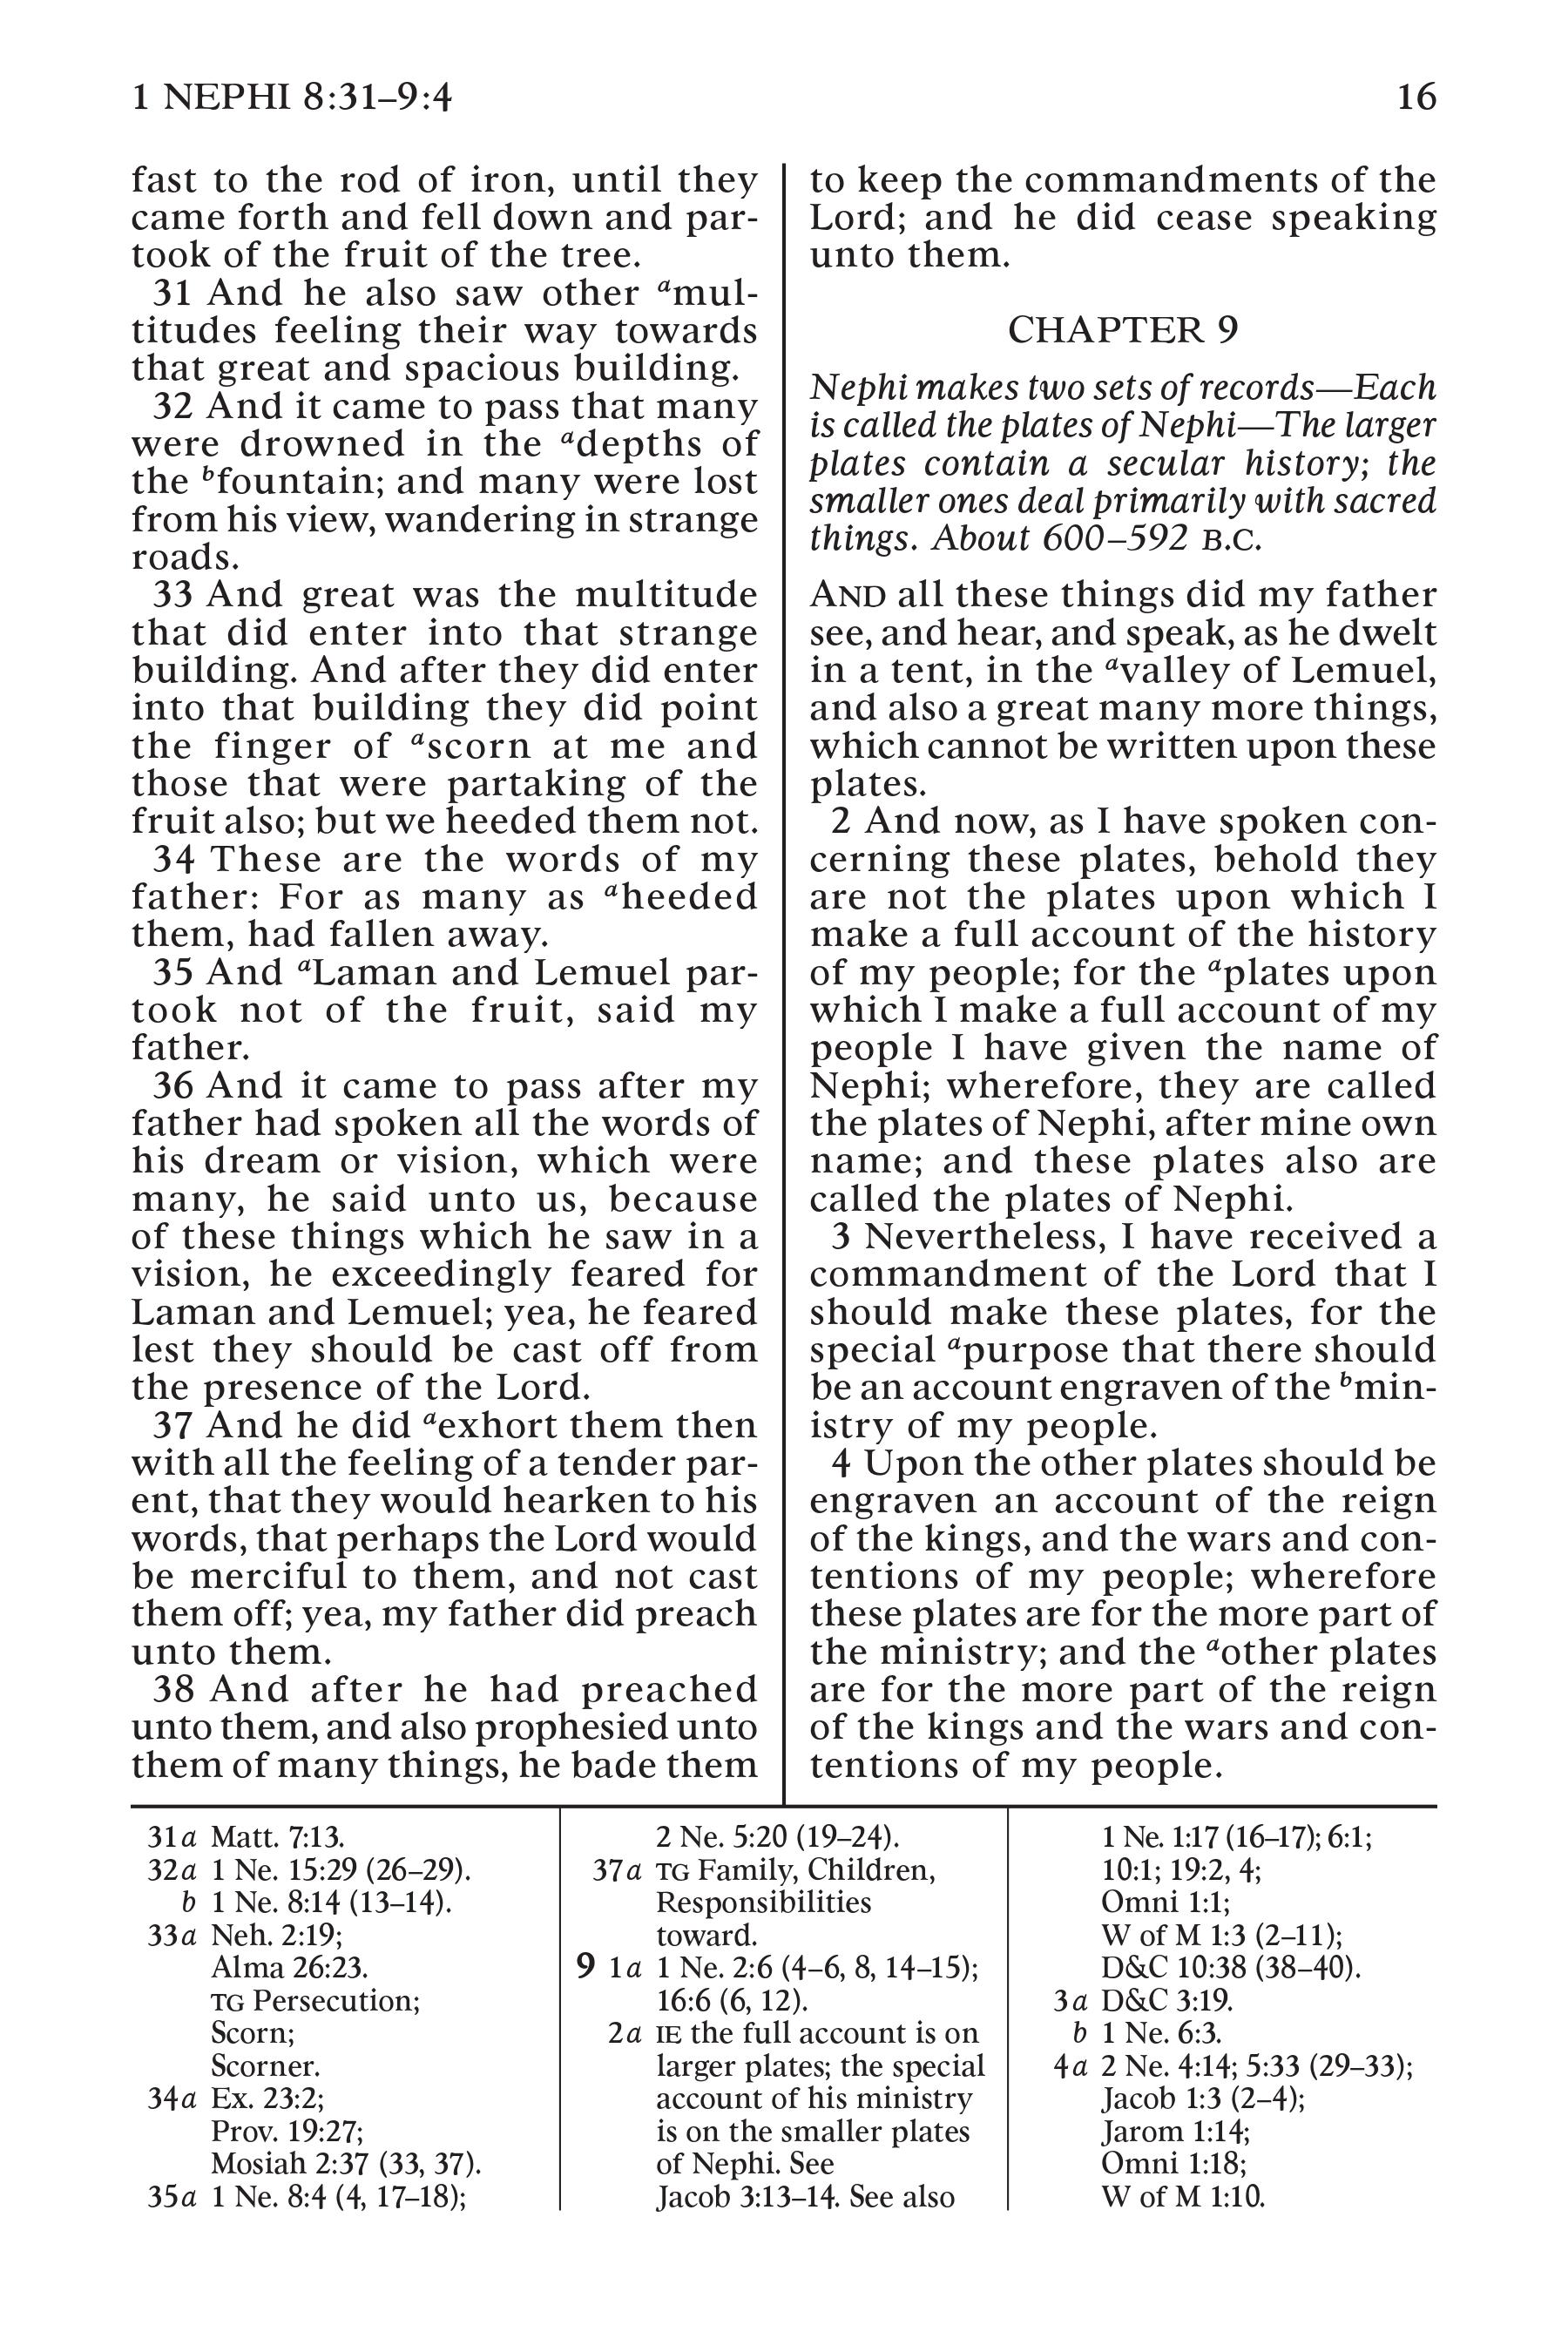 1 NEPHI 8:31–9:4
16
fast to the rod of iron, until they
came forth and fell down and par-
took of the fruit of the tree.
31 And he also saw other amul-
titudes feeling their way towards
that great and spacious building.
32 And it came to pass that many
were drowned in the adepths of
the bfountain; and many were lost
from his view, wandering in strange
roads.
33 And great was the multitude
that did enter into that strange
building. And after they did enter
into that building they did point
the finger of ascorn at me and
those that were partaking of the
fruit also; but we heeded them not.
34 These are the words of my
father: For as many as aheeded
them, had fallen away.
35 And aLaman and Lemuel par-
took not of the fruit, said my
father.
36 And it came to pass after my
father had spoken all the words of
his dream or vision, which were
many, he said unto us, because
of these things which he saw in a
vision, he exceedingly feared for
Laman and Lemuel; yea, he feared
lest they should be cast off from
the presence of the Lord.
37 And he did aexhort them then
with all the feeling of a tender par-
ent, that they would hearken to his
words, that perhaps the Lord would
be merciful to them, and not cast
them off; yea, my father did preach
unto them.
38 And after he had preached
unto them, and also prophesied unto
them of many things, he bade them
to keep the commandments of the
Lord; and he did cease speaking
unto them.
CHAPTER 9
Nephi makes two sets of records—Each
is called the plates of Nephi—The larger
plates contain a secular history; the
smaller ones deal primarily with sacred
things. About 600–592 B.C.
AND all these things did my father
see, and hear, and speak, as he dwelt
in a tent, in the avalley of Lemuel,
and also a great many more things,
which cannot be written upon these
plates.
2 And now, as I have spoken con-
cerning these plates, behold they
are not the plates upon which I
make a full account of the history
of my people; for the aplates upon
which I make a full account of my
people I have given the name of
Nephi; wherefore, they are called
the plates of Nephi, after mine own
name; and these plates also are
called the plates of Nephi.
3 Nevertheless, I have received a
commandment of the Lord that I
should make these plates, for the
special apurpose that there should
be an account engraven of the bmin-
istry of my people.
4 Upon the other plates should be
engraven an account of the reign
of the kings, and the wars and con-
tentions of my people; wherefore
these plates are for the more part of
the ministry; and the aother plates
are for the more part of the reign
of the kings and the wars and con-
tentions of my people.
31a Matt. 7:13.
32a 1 Ne. 15:29 (26–29).
b 1 Ne. 8:14 (13–14).
33a Neh. 2:19;
Alma 26:23.
TG Persecution;
Scorn;
Scorner.
34a Ex. 23:2;
Prov. 19:27;
Mosiah 2:37 (33, 37).
35a 1 Ne. 8:4 (4, 17–18);
2 Ne. 5:20 (19–24).
37a TG Family, Children,
Responsibilities
toward.
9 1a 1 Ne. 2:6 (4–6, 8, 14–15);
16:6 (6, 12).
2a IE the full account is on
larger plates; the special
account of his ministry
is on the smaller plates
of Nephi. See
Jacob 3:13–14. See also
1 Ne. 1:17 (16–17); 6:1;
10:1; 19:2, 4;
Omni 1:1;
W of M 1:3 (2–11);
D&C 10:38 (38–40).
3a D&C 3:19.
b 1 Ne. 6:3.
4a 2 Ne. 4:14; 5:33 (29–33);
Jacob 1:3 (2–4);
Jarom 1:14;
Omni 1:18;
W of M 1:10.